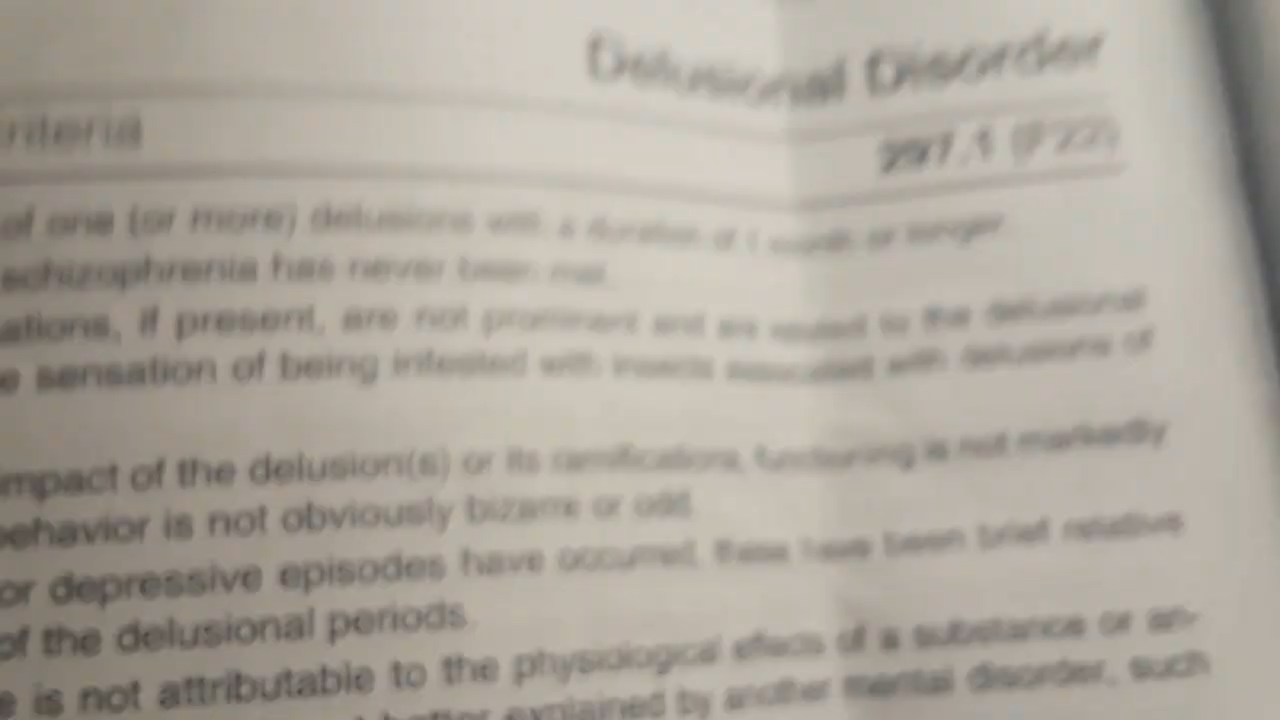 Delusional Disorder
riteria
297.1 (F22)
of one (or more) delusions with a duration of 1 month or longer.
schizophrenia has never been met.
ations, if present, are not prominent and are related to the delusional
e sensation of being infested with insects associated with delusions of
mpact of the delusion(s) or its ramifications, functioning is not markedly
ehavior is not obviously bizarre or odd.
or depressive episodes have occurred, these have been brief relative
of the delusional periods.
e is not attributable to the physiological effects of a substance or an-
t better explained by another mental disorder, such